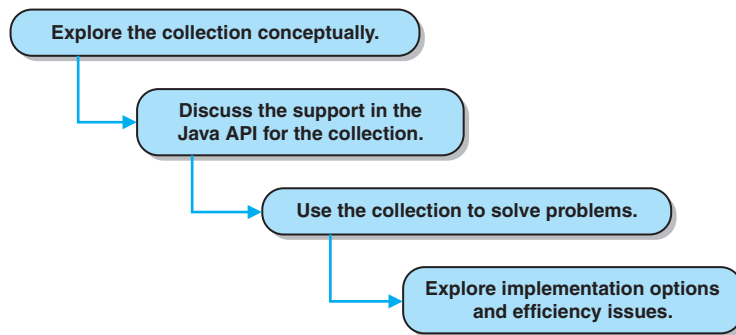 Explore the collection conceptually.
Discuss the support in the
Java API for the collection.
Use the collection to solve problems.
Explore implementation options
and efficiency issues.